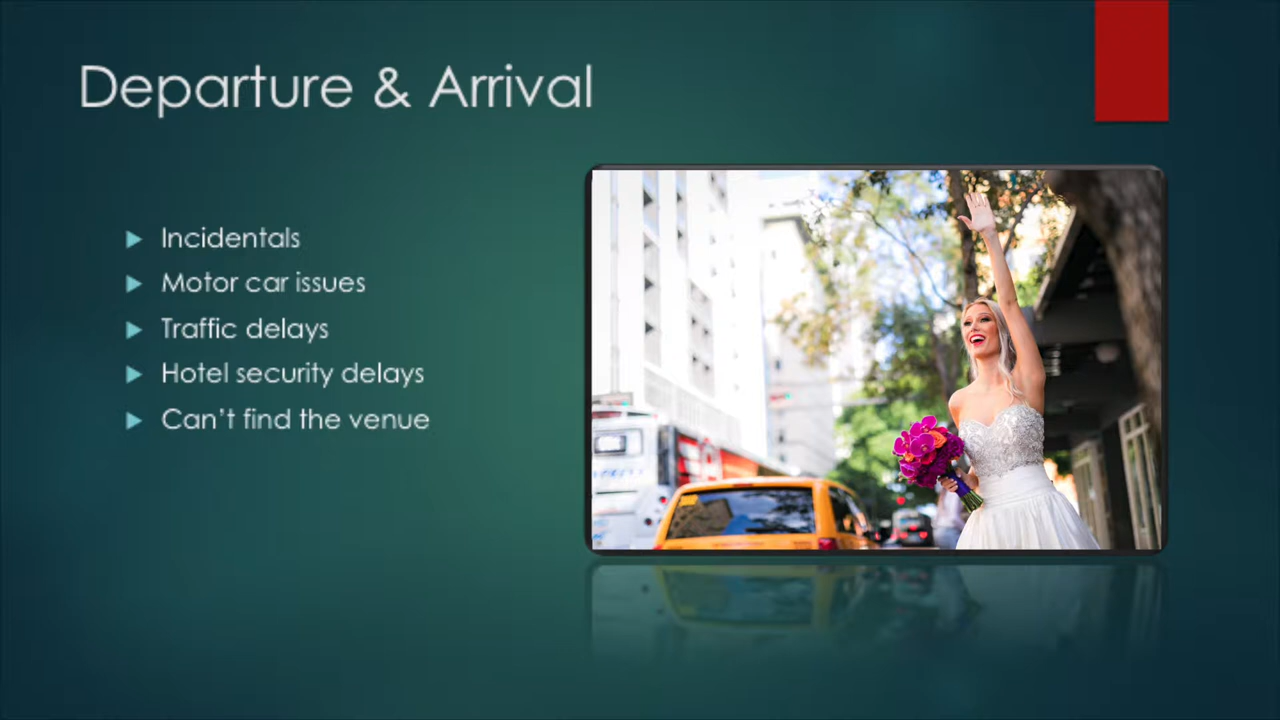 Departure & Arrival
Incidentals
Motor car issues
Traffic delays
Hotel security delays
Can't find the venue